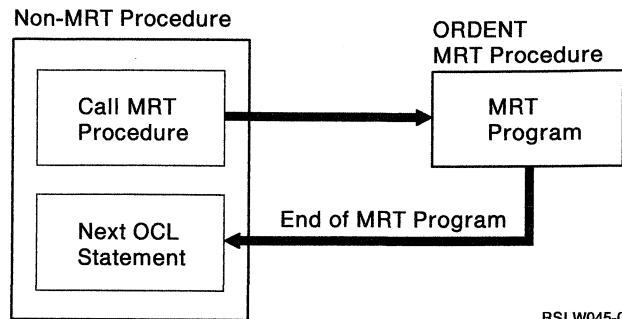 Non-MRT Procedure
ORDENT
MRT Procedure
Call MRT
Procedure
MRT
Program
Next OCL
Statement
End of MRT Program